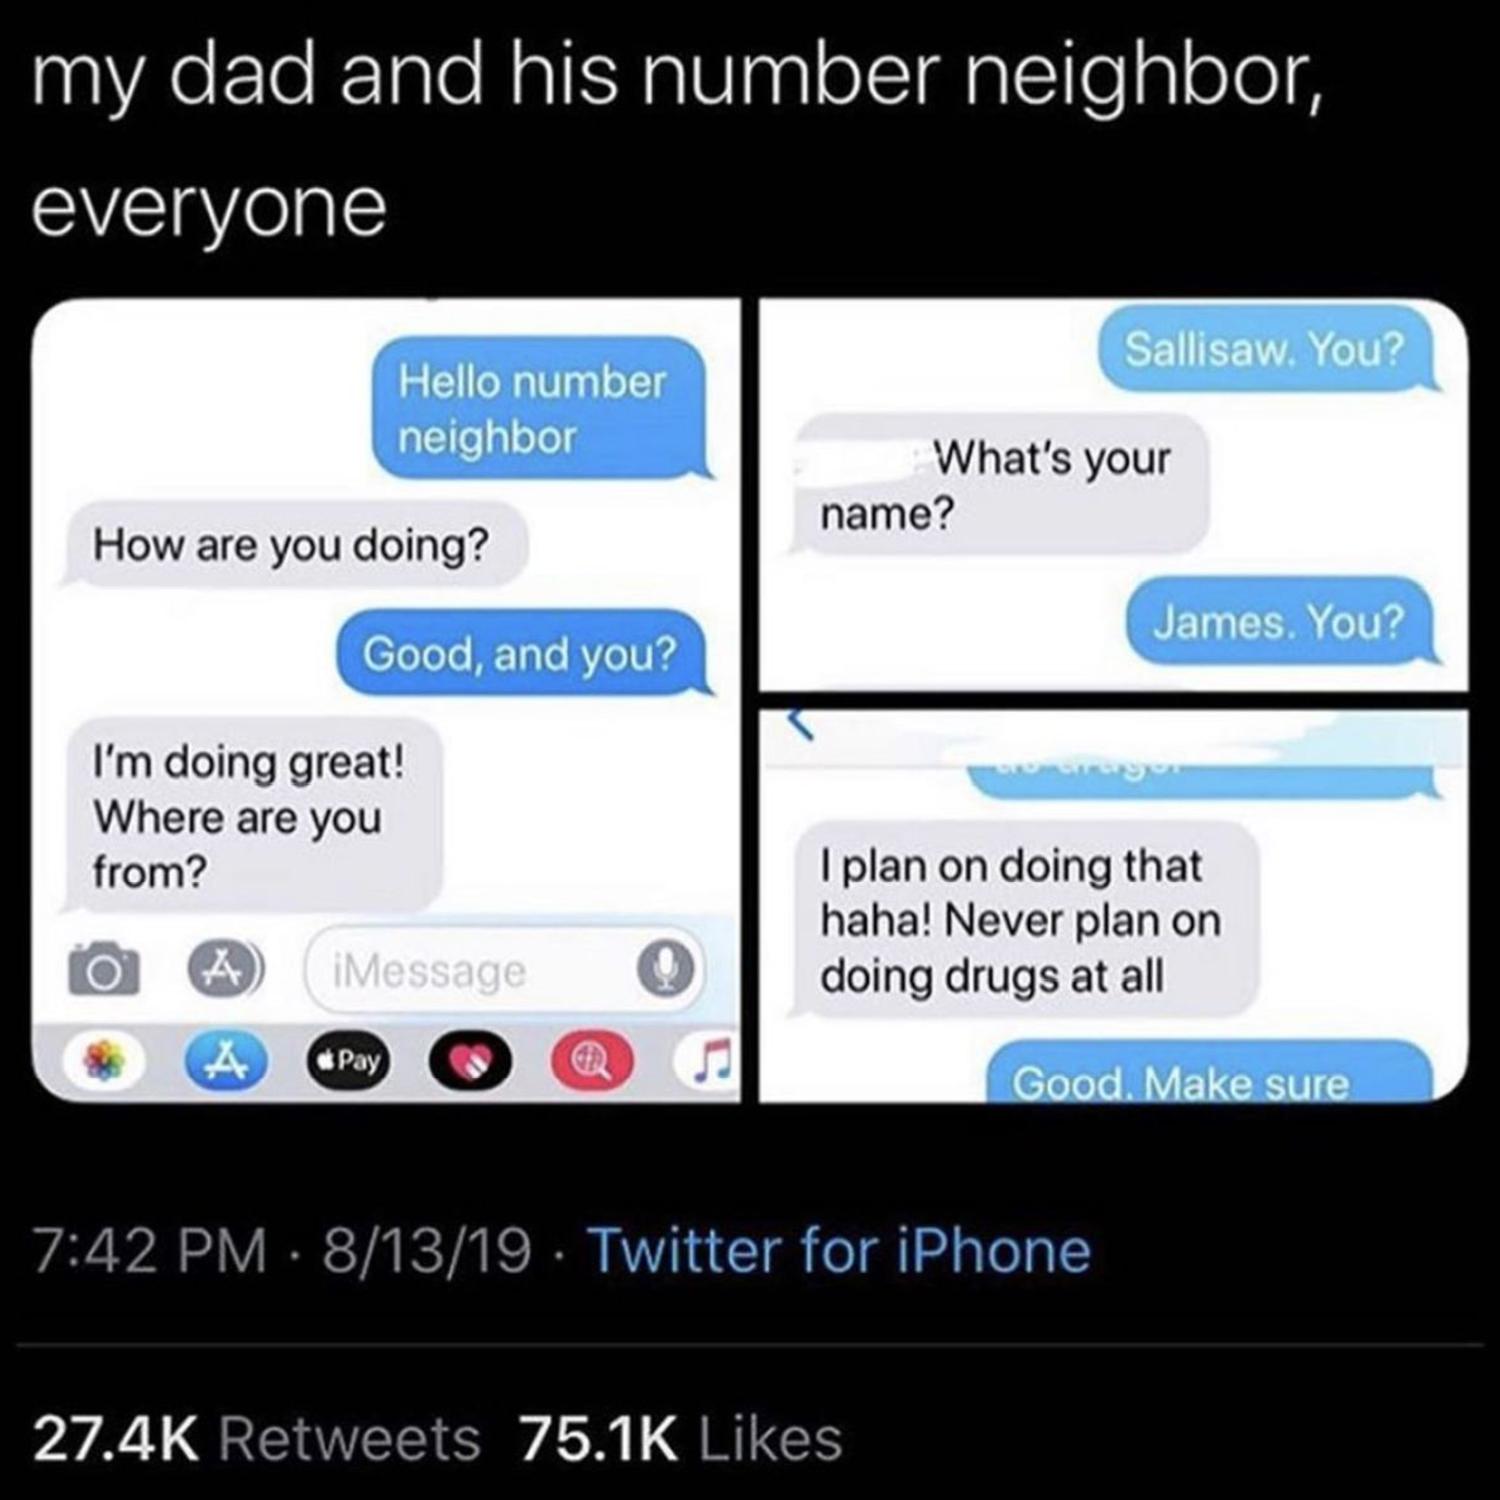 my dad and his number neighbor,
everyone
Hello number
neighbor
How are you doing?
Good, and you?
I'm doing great!
Where are you
from?
iMessage
Pay
Sallisaw. You?
What's your
name?
James. You?
I plan on doing that
haha! Never plan on
doing drugs at all
Good. Make sure
7:42 PM · 8/13/19 · Twitter for iPhone
27.4K Retweets 75.1K Likes